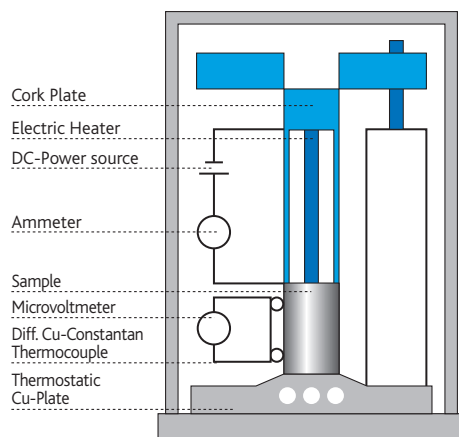 Cork Plate
Electric Heater
DC-Power source
Ammeter
Sample
Microvoltmeter
Diff. Cu-Constantan
Thermocouple
Thermostatic
Cu-Plate